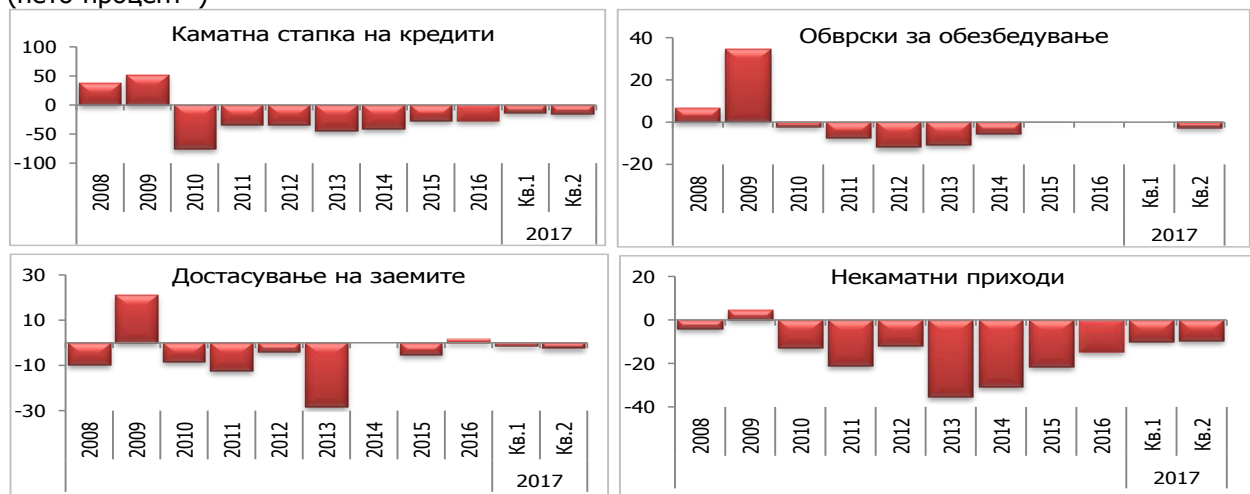 (нето процент*)
Каматна стапка на кредити
100
50
0
-50
-100
2008 2009 2010 2011 2012 2013 2014 2015 2016 Кв.1 Кв.2
2017
Обврски за обезбедување
40
20
0
-20
2008 2009 2010 2011 2012 2013 2014 2015 2016 Кв.1 Кв.2
2017
Достасување на заемите
30
10
-10
-30
2008 2009 2010 2011 2012 2013 2014 2015 2016 Кв.1 Кв.2
2017
Некаматни приходи
20
0
-20
-40
2008 2009 2010 2011 2012 2013 2014 2015 2016 Кв.1 Кв.2
2017